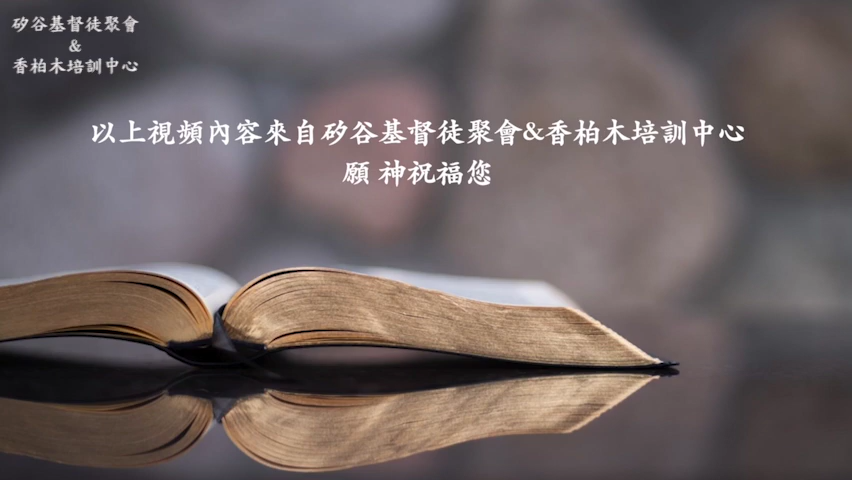 矽谷基督徒聚會
&
香柏木培訓中心
以上視頻內容來自矽谷基督徒聚會&香柏木培訓中心
願 神祝福您